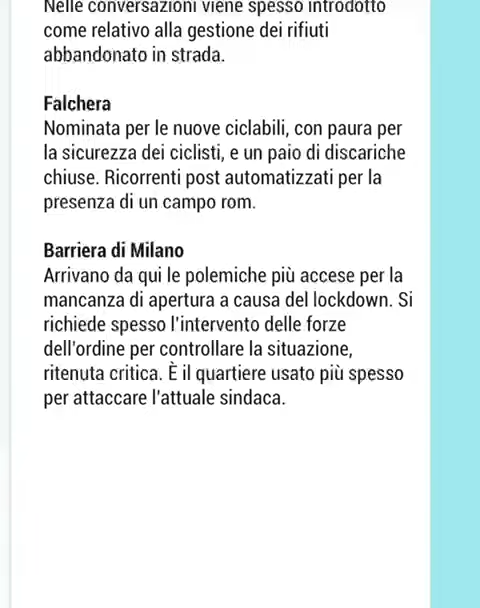 Nelle conversazioni viene spesso introdotto
come relativo alla gestione dei rifiuti
abbandonato in strada.
Falchera
Nominata per le nuove ciclabili, con paura per
la sicurezza dei ciclisti, e un paio di discariche
chiuse. Ricorrenti post automatizzati per la
presenza di un campo rom.
Barriera di Milano
Arrivano da qui le polemiche più accese per la
mancanza di apertura a causa del lockdown. Si
richiede spesso l'intervento delle forze
dell'ordine per controllare la situazione,
ritenuta critica. È il quartiere usato più spesso
per attaccare l'attuale sindaca.